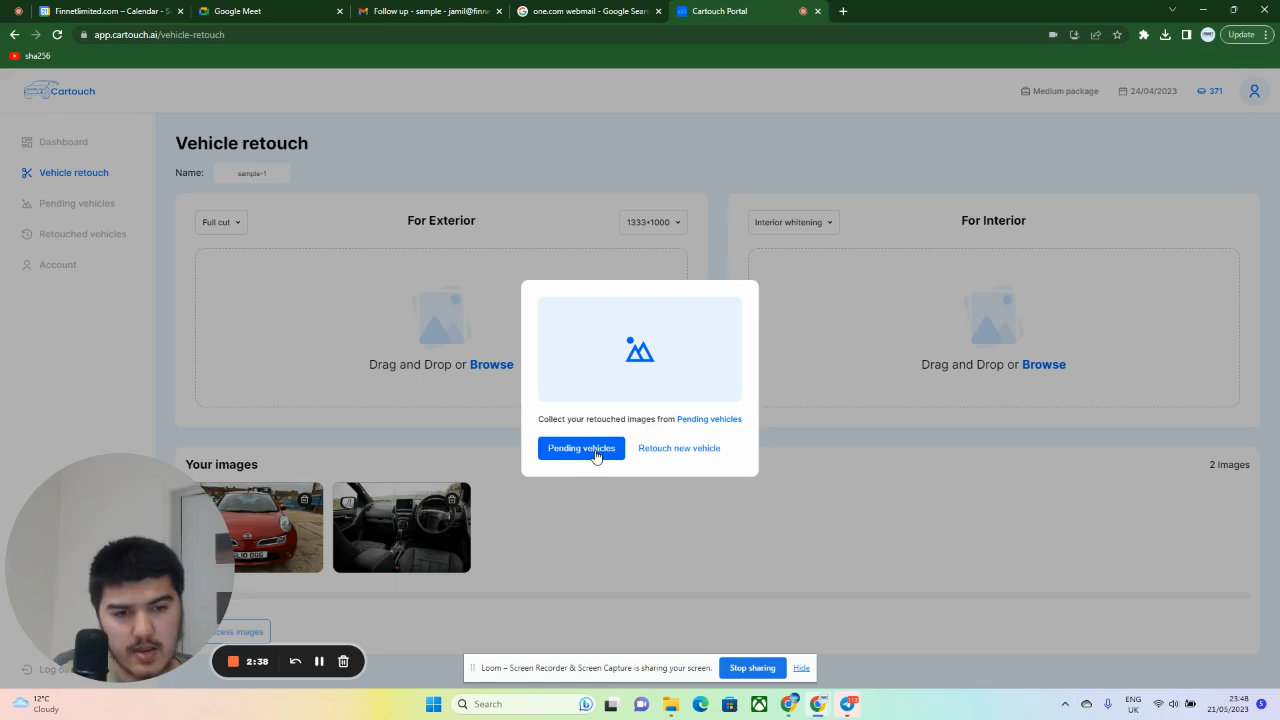 Finnetlimited.com – Calendar - S
Google Meet
Follow up - sample - jamil@finne
one.com webmail - Google Searc
Cartouch Portal
app.cartouch.ai/vehicle-retouch
Update
sha256
Cartouch
Medium package
24/04/2023
371
Dashboard
Vehicle retouch
Pending vehicles
Retouched vehicles
Account
Vehicle retouch
Name:
sample-1
Full cut
For Exterior
1333*1000
Interior whitening
For Interior
Drag and Drop or Browse
Drag and Drop or Browse
Collect your retouched images from Pending vehicles
Pending vehicles
Retouch new vehicle
Your images
2 Images
cess images
Log o
2:38
Loom – Screen Recorder & Screen Capture is sharing your screen.
Stop sharing
Hide
12°C
Cloudy
Search
ENG
UK
23:48
21/05/2023